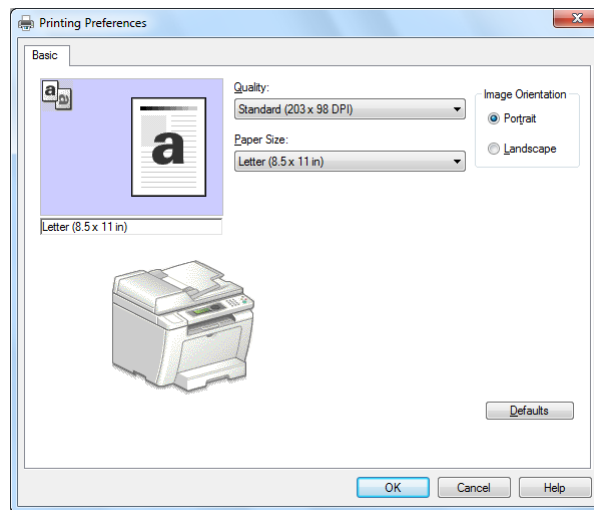 Printing Preferences
Basic
a
a
a
Quality:
Standard (203 x 98 DPI)
Paper Size:
Letter (8.5 x 11 in)
Image Orientation
Portrait
Landscape
Letter (8.5 x 11 in)
Defaults
OK
Cancel
Help